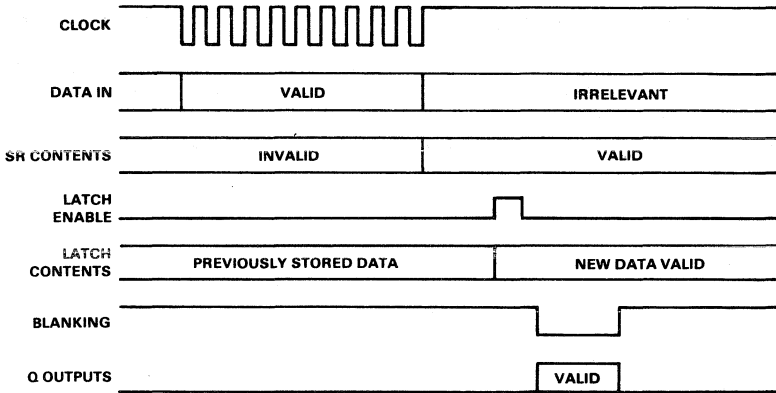 CLOCK
DATA IN
VALID
IRRELEVANT
SR CONTENTS
INVALID
VALID
LATCH
ENABLE
LATCH
CONTENTS
PREVIOUSLY STORED DATA
NEW DATA VALID
BLANKING
Q OUTPUTS
VALID